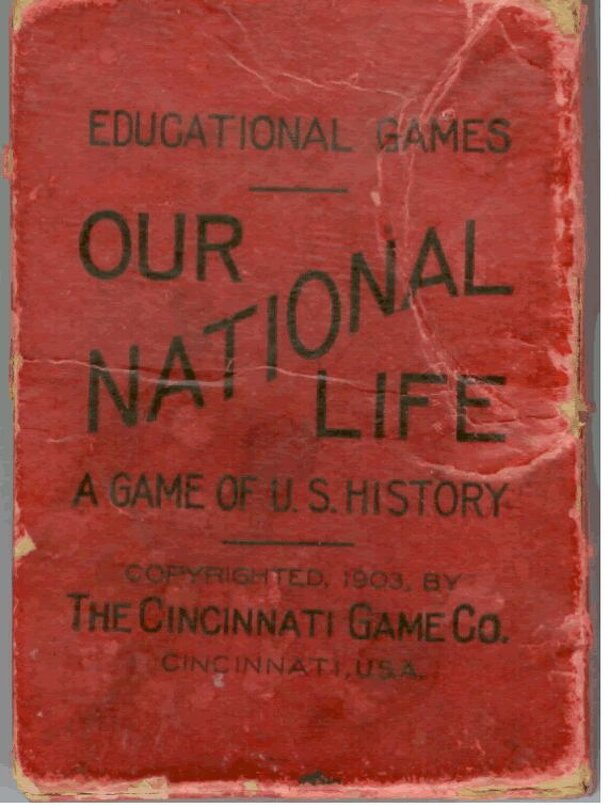 EDUCATIONAL GAMES
OUR
NATIONAL
LIFE
A GAME OF U. S. HISTORY
COPYRIGHTED, 1903, BY
THE CINCINNATI GAME CO.
CINCINNATI, U.S.A.